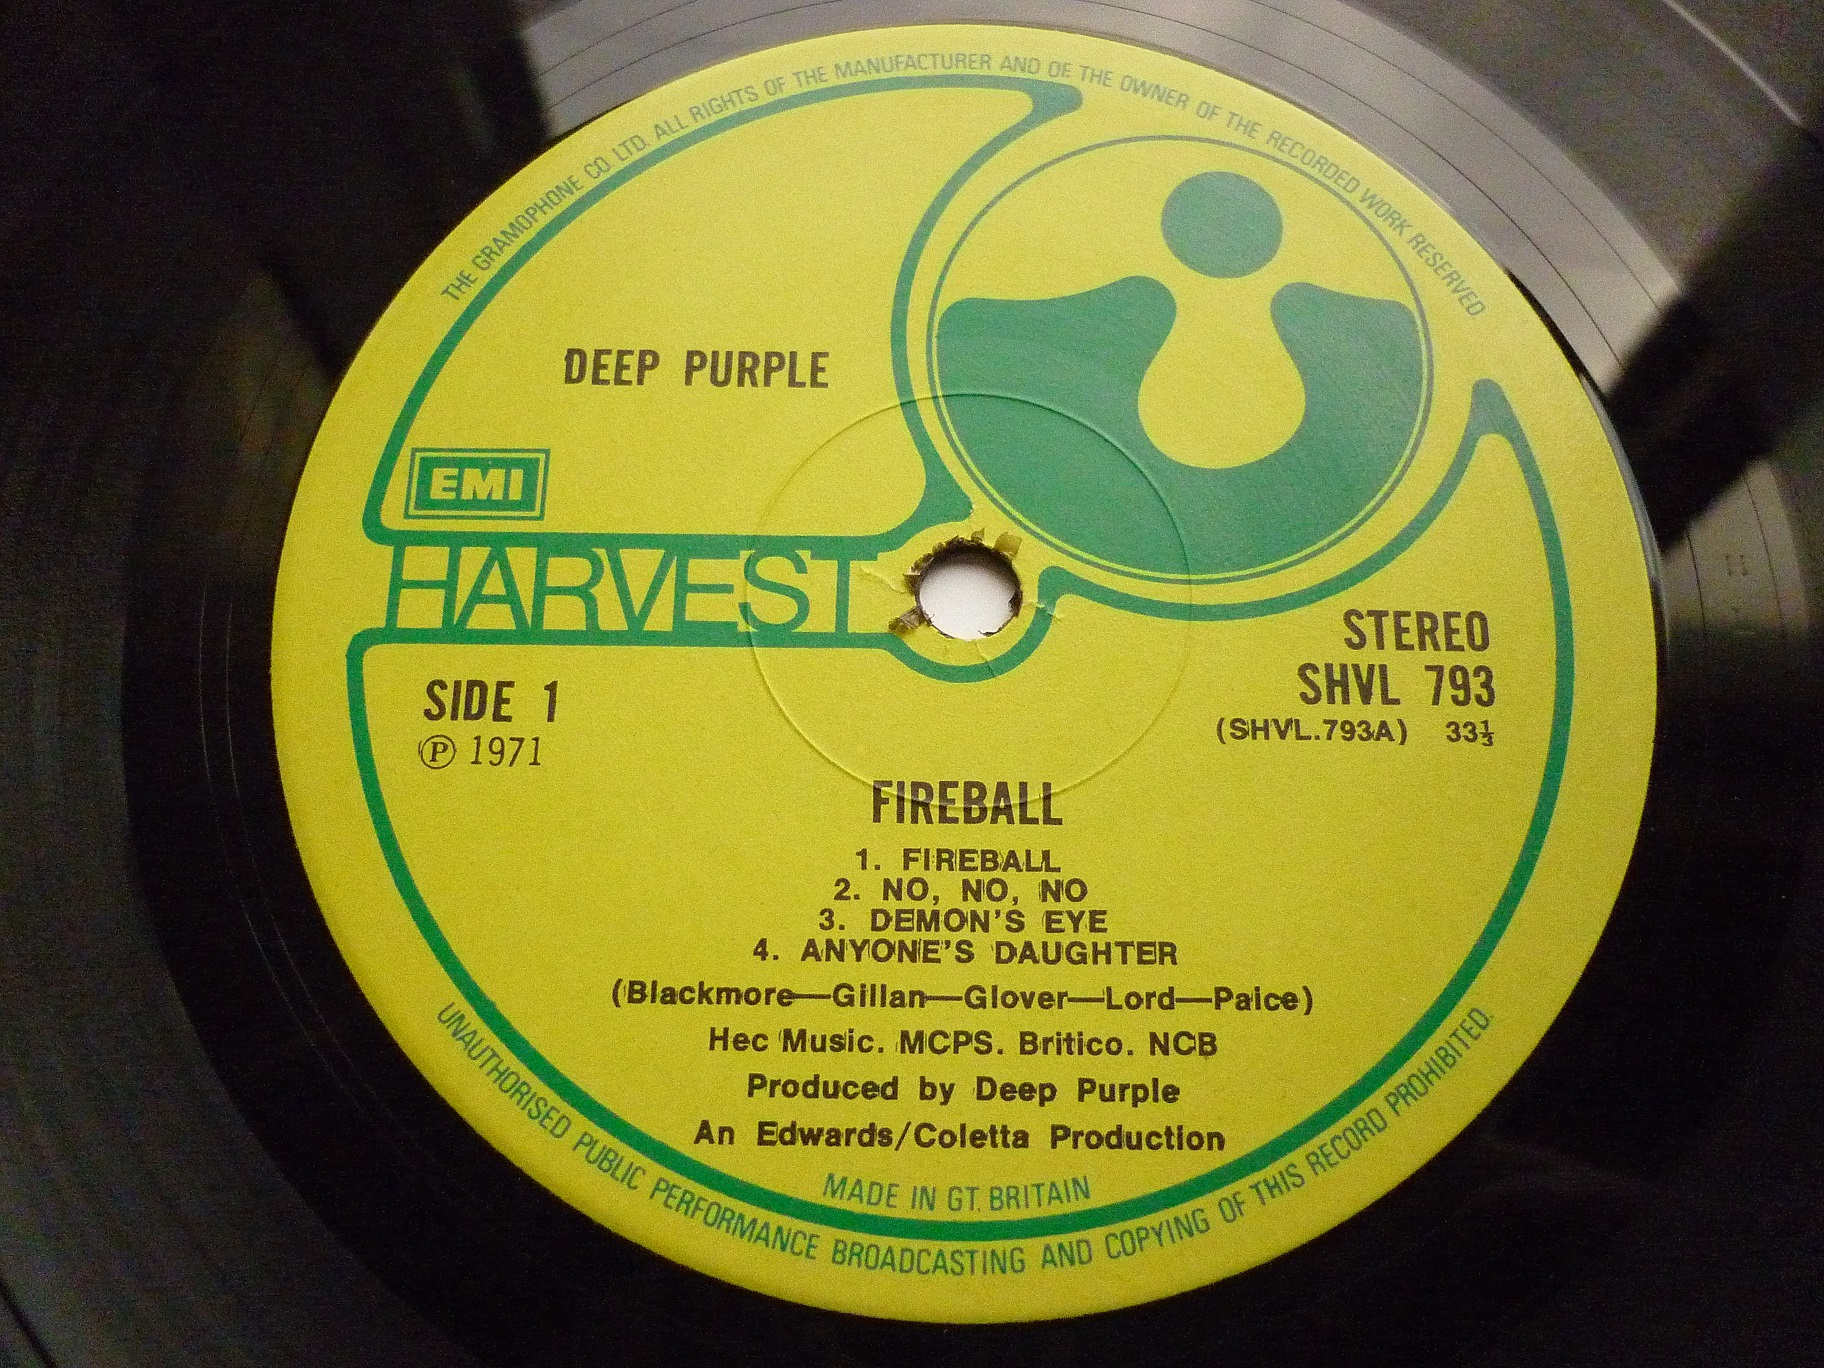 THE GRAMOPHONE CO. LTD. ALL RIGHTS OF THE MANUFACTURER AND OF THE OWNER OF THE RECORDED WORK RESERVED.
DEEP PURPLE
EMI
HARVEST
STEREO
SHVL 793
(SHVL.793A) 33⅓
SIDE 1
℗ 1971
FIREBALL
1. FIREBALL
2. NO, NO, NO
3. DEMON'S EYE
4. ANYONE'S DAUGHTER
(Blackmore—Gillan—Glover—Lord—Paice)
Hec Music. MCPS. Britico. NCB
Produced by Deep Purple
An Edwards/Coletta Production
MADE IN GT. BRITAIN
UNAUTHORISED PUBLIC PERFORMANCE BROADCASTING AND COPYING OF THIS RECORD PROHIBITED.